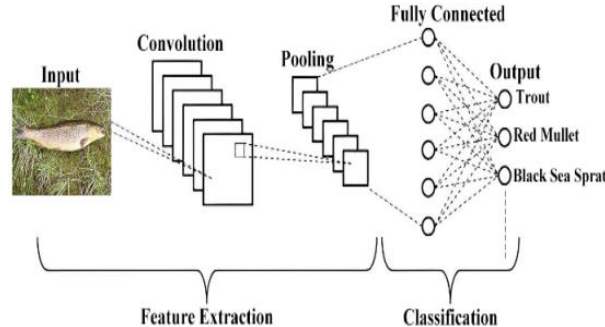 Fully Connected
Convolution
Pooling
Input
Output
Trout
Red Mullet
Black Sea Sprat
Feature Extraction
Classification